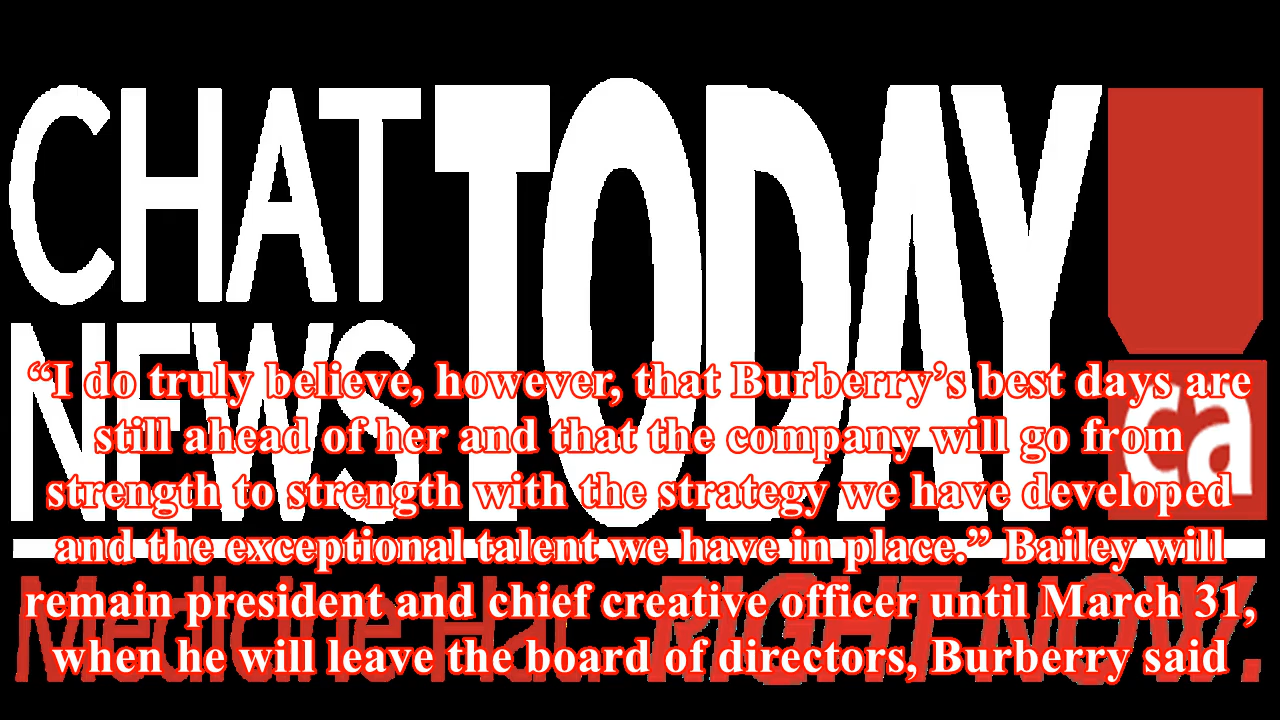 CHAT
NEWS
TODAY
ca
“I do truly believe, however, that Burberry’s best days are
still ahead of her and that the company will go from
strength to strength with the strategy we have developed
and the exceptional talent we have in place.” Bailey will
remain president and chief creative officer until March 31,
when he will leave the board of directors, Burberry said
Medicine Hat. RIGHT NOW.